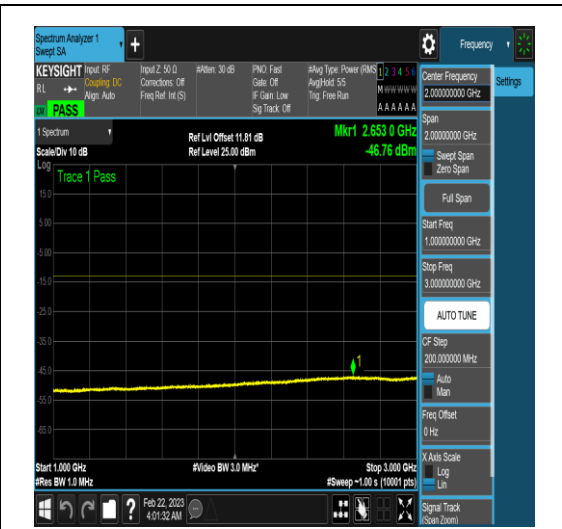 Spectrum Analyzer 1
Swept SA
+
Frequency
KEYSIGHT
RL
PASS
Input: RF
Coupling: DC
Align: Auto
Input Z: 50 Ω
Corrections: Off
Freq Ref: Int (S)
#Atten: 30 dB
PNO: Fast
Gate: Off
IF Gain: Low
Sig Track: Off
#Avg Type: Power (RMS
Avg|Hold: 5/5
Trig: Free Run
1 2 3 4 5 6
M W W W W W
A A A A A A
1 Spectrum
Scale/Div 10 dB
Ref Lvl Offset 11.81 dB
Ref Level 25.00 dBm
Mkr1 2.653 0 GHz
-46.76 dBm
Log
Trace 1 Pass
15.0
5.00
-5.00
-15.0
-25.0
-35.0
-45.0
-55.0
-65.0
1
Start 1.000 GHz
#Res BW 1.0 MHz
#Video BW 3.0 MHz*
Stop 3.000 GHz
#Sweep ~1.00 s (10001 pts)
?
Feb 22, 2023
4:01:32 AM
Center Frequency
2.000000000 GHz
Span
2.00000000 GHz
Swept Span
Zero Span
Full Span
Start Freq
1.000000000 GHz
Stop Freq
3.000000000 GHz
AUTO TUNE
CF Step
200.000000 MHz
Auto
Man
Freq Offset
0 Hz
X Axis Scale
Log
Lin
Signal Track
(Span Zoom)
Settings